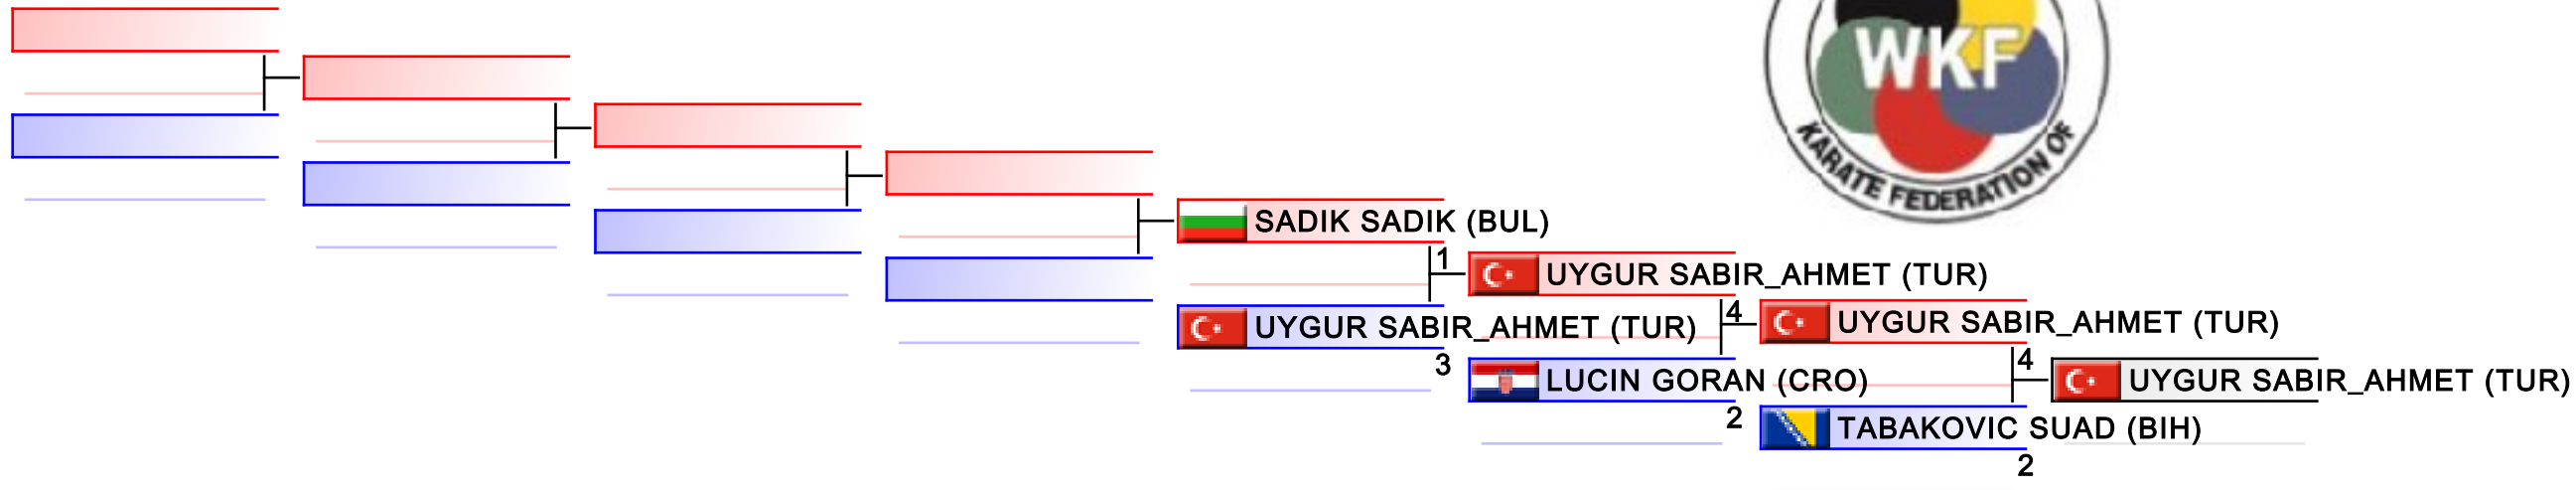 WKF
KARATE FEDERATION OF
SADIK SADIK (BUL)
1
UYGUR SABIR_AHMET (TUR)
UYGUR SABIR_AHMET (TUR)
3
4
UYGUR SABIR_AHMET (TUR)
LUCIN GORAN (CRO)
2
4
UYGUR SABIR_AHMET (TUR)
TABAKOVIC SUAD (BIH)
2